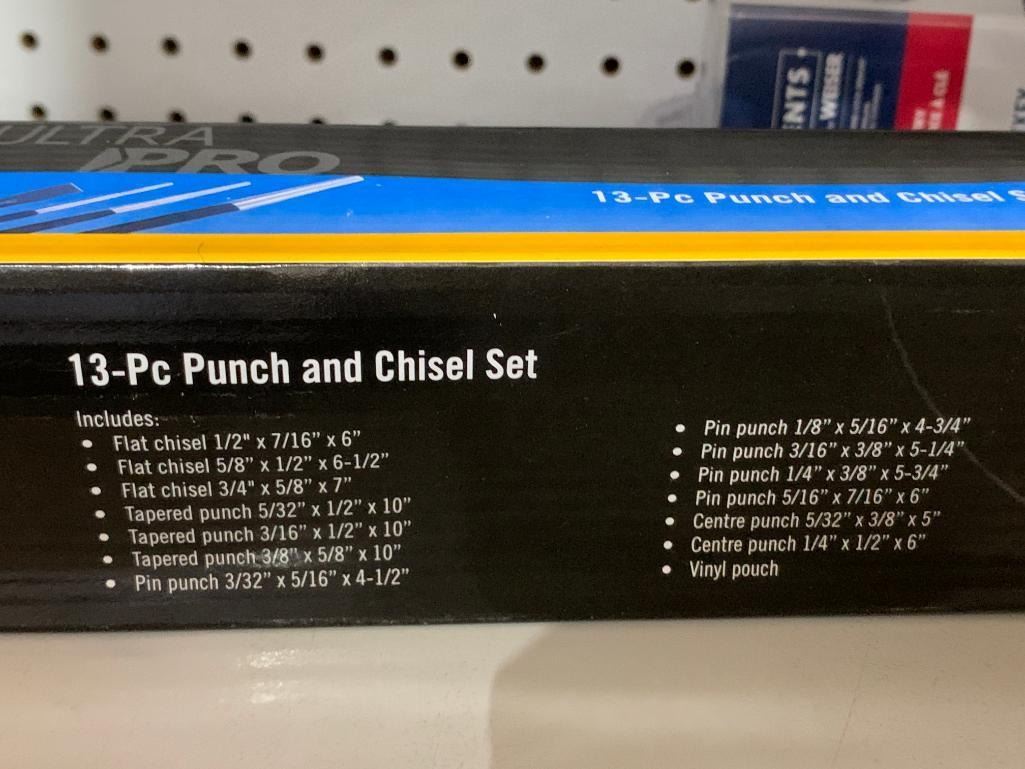 ULTRA
PRO
13-Pc Punch and Chisel S
ENTS
WEISER
13-Pc Punch and Chisel Set
Includes:
• Flat chisel 1/2" x 7/16" x 6"
• Flat chisel 5/8" x 1/2" x 6-1/2"
• Flat chisel 3/4" x 5/8" x 7"
• Tapered punch 5/32" x 1/2" x 10"
• Tapered punch 3/16" x 1/2" x 10"
• Tapered punch 3/8" x 5/8" x 10"
• Pin punch 3/32" x 5/16" x 4-1/2"
• Pin punch 1/8" x 5/16" x 4-3/4"
• Pin punch 3/16" x 3/8" x 5-1/4"
• Pin punch 1/4" x 3/8" x 5-3/4"
• Pin punch 5/16" x 7/16" x 6"
• Centre punch 5/32" x 3/8" x 5"
• Centre punch 1/4" x 1/2" x 6"
• Vinyl pouch